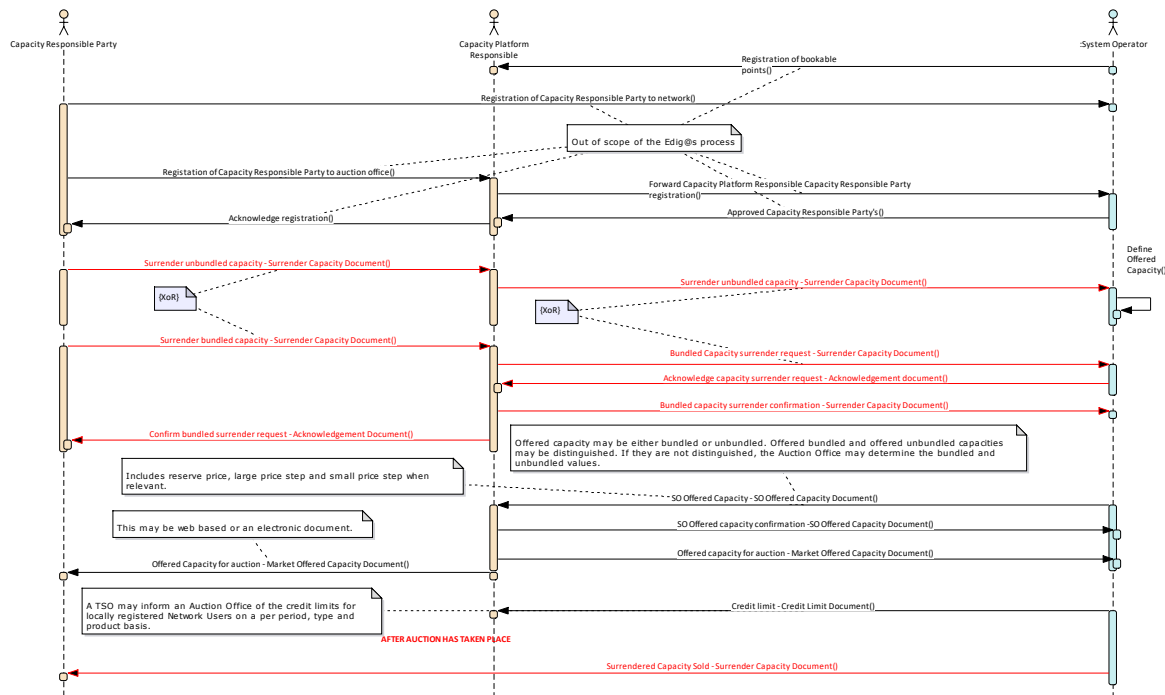 Capacity Responsible Party
Capacity Platform
Responsible
:System Operator
Registration of bookable
points()
Registration of Capacity Responsible Party to network()
Out of scope of the Edig@s process
Registation of Capacity Responsible Party to auction office()
Forward Capacity Platform Responsible Capacity Responsible Party
registration()
Acknowledge registration()
Approved Capacity Responsible Party's()
Define
Offered
Capacity()
Surrender unbundled capacity - Surrender Capacity Document()
Surrender unbundled capacity - Surrender Capacity Document()
{XoR}
{XoR}
Surrender bundled capacity - Surrender Capacity Document()
Bundled Capacity surrender request - Surrender Capacity Document()
Acknowledge capacity surrender request - Acknowledgement document()
Bundled capacity surrender confirmation - Surrender Capacity Document()
Confirm bundled surrender request - Acknowledgement Document()
Offered capacity may be either bundled or unbundled. Offered bundled and offered unbundled capacities
may be distinguished. If they are not distinguished, the Auction Office may determine the bundled and
unbundled values.
Includes reserve price, large price step and small price step when
relevant.
SO Offered Capacity - SO Offered Capacity Document()
This may be web based or an electronic document.
SO Offered capacity confirmation -SO Offered Capacity Document()
Offered capacity for auction - Market Offered Capacity Document()
Offered Capacity for auction - Market Offered Capacity Document()
A TSO may inform an Auction Office of the credit limits for
locally registered Network Users on a per period, type and
product basis.
Credit limit - Credit Limit Document()
AFTER AUCTION HAS TAKEN PLACE
Surrendered Capacity Sold - Surrender Capacity Document()